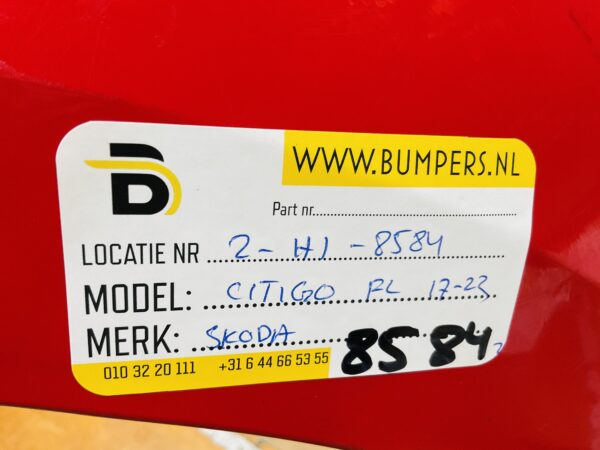 WWW.BUMPERS.NL
Part nr.
LOCATIE NR 2-H1-8584
MODEL: CITIGO FL 17-23
MERK: SKODA
8584
010 32 20 111 +31 6 44 66 53 55